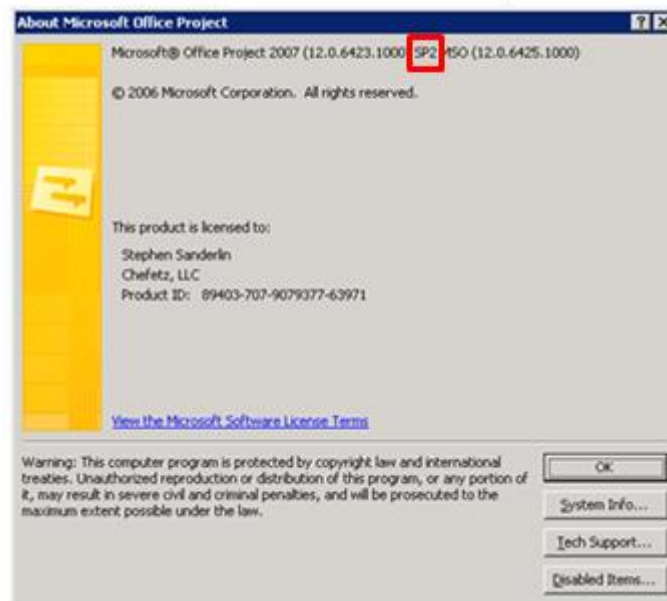 About Microsoft Office Project
Microsoft® Office Project 2007 (12.0.6423.1000) SP2 MSO (12.0.6425.1000)
© 2006 Microsoft Corporation. All rights reserved.
This product is licensed to:
Stephen Sanderlin
Chefetz, LLC
Product ID: 89403-707-9079377-63971
View the Microsoft Software License Terms
Warning: This computer program is protected by copyright law and international
treaties. Unauthorized reproduction or distribution of this program, or any portion of
it, may result in severe civil and criminal penalties, and will be prosecuted to the
maximum extent possible under the law.
OK
System Info...
Tech Support...
Disabled Items...